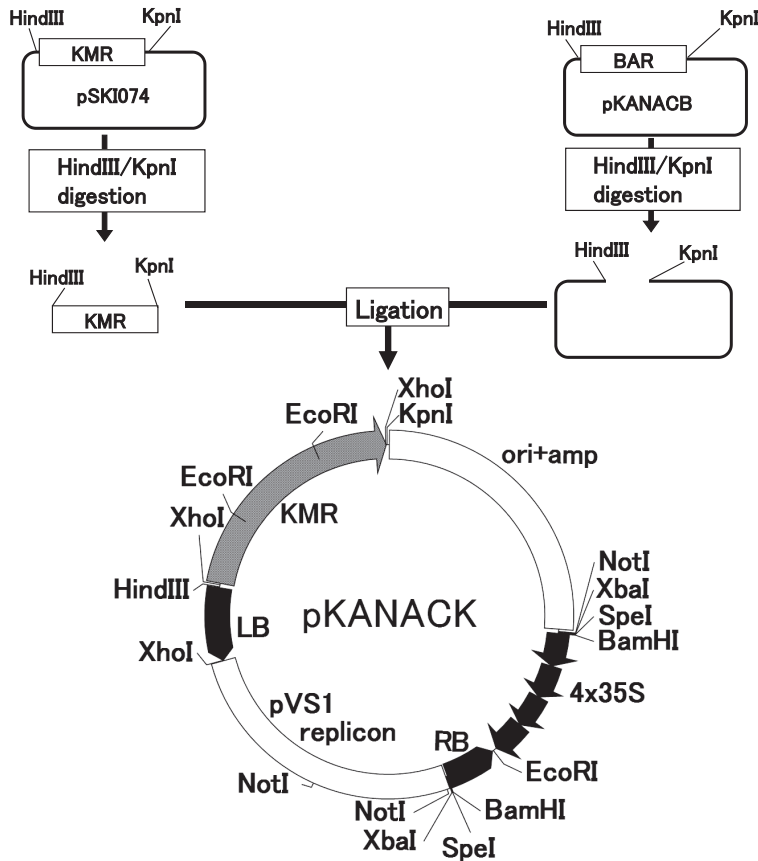 HindIII
KpnI
KMR
pSKI074
HindIII/KpnI
digestion
HindIII
KpnI
KMR
HindIII
KpnI
BAR
pKANACB
HindIII/KpnI
digestion
HindIII
KpnI
Ligation
XhoI
KpnI
EcoRI
EcoRI
XhoI
HindIII
KMR
ori+amp
NotI
XbaI
SpeI
BamHI
pKANACK
LB
XhoI
4x35S
pVS1
replicon
RB
EcoRI
NotI
NotI
BamHI
XbaI
SpeI